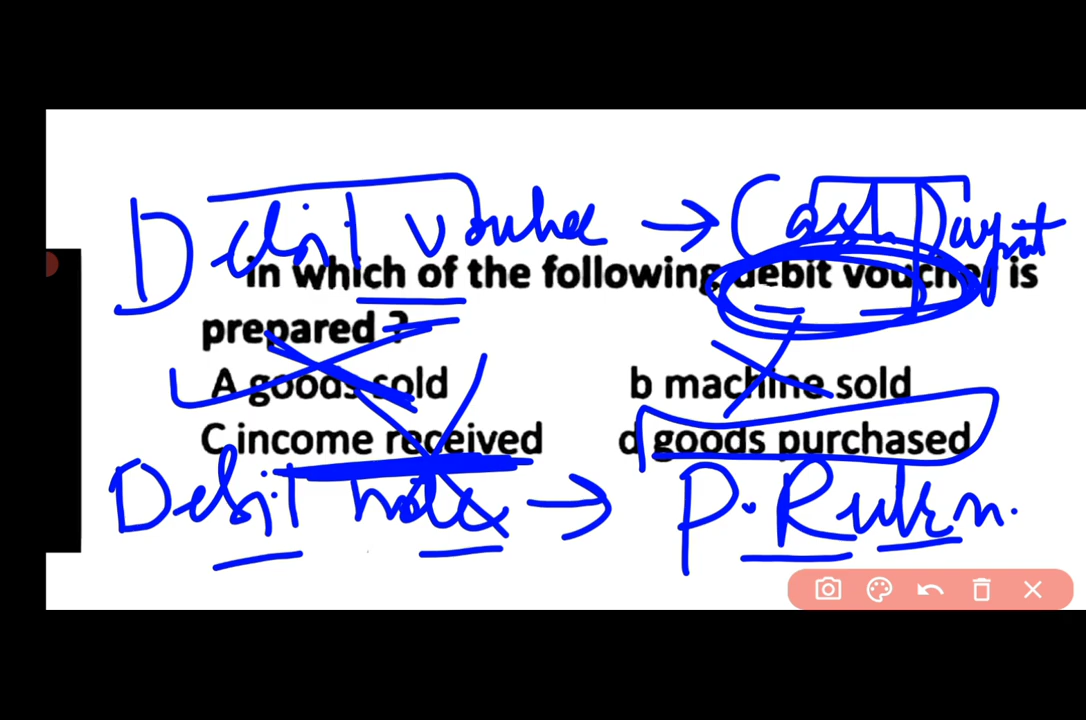 Debit voucher → Cash Paymt
in which of the following debit voucher is
prepared ?
A goods sold b machine sold
C income received d goods purchased
Debit note → P. Return.